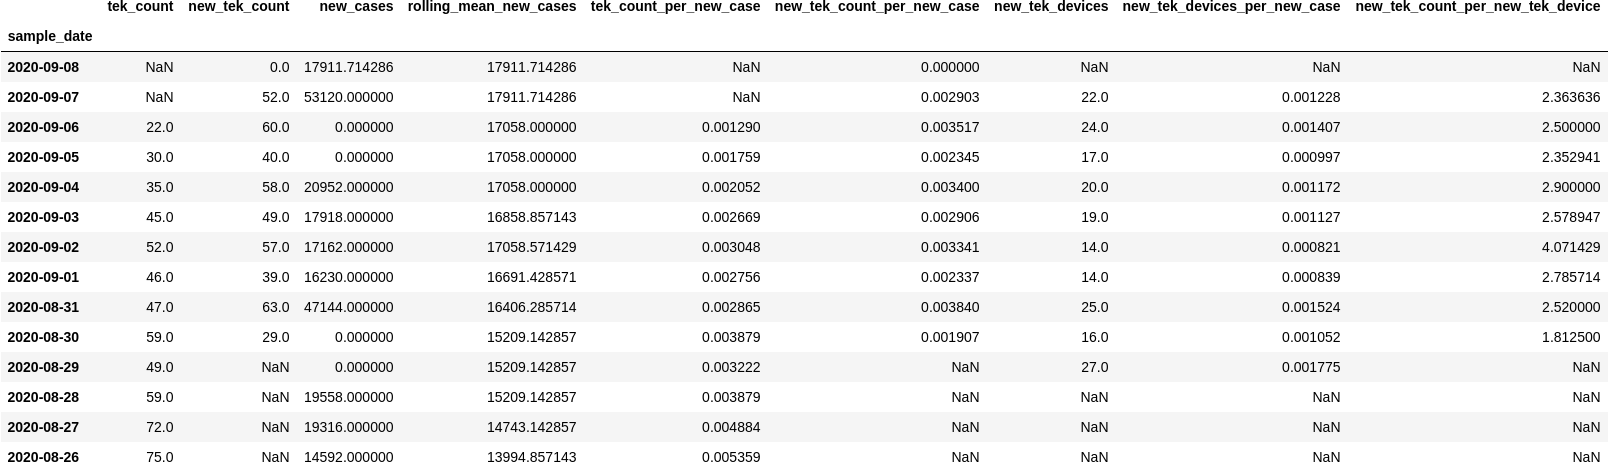 tek_count new_tek_count new_cases rolling_mean_new_cases tek_count_per_new_case new_tek_count_per_new_case new_tek_devices new_tek_devices_per_new_case new_tek_count_per_new_tek_device
sample_date
2020-09-08 NaN 0.0 17911.714286 17911.714286 NaN 0.000000 NaN NaN NaN
2020-09-07 NaN 52.0 53120.000000 17911.714286 NaN 0.002903 22.0 0.001228 2.363636
2020-09-06 22.0 60.0 0.000000 17058.000000 0.001290 0.003517 24.0 0.001407 2.500000
2020-09-05 30.0 40.0 0.000000 17058.000000 0.001759 0.002345 17.0 0.000997 2.352941
2020-09-04 35.0 58.0 20952.000000 17058.000000 0.002052 0.003400 20.0 0.001172 2.900000
2020-09-03 45.0 49.0 17918.000000 16858.857143 0.002669 0.002906 19.0 0.001127 2.578947
2020-09-02 52.0 57.0 17162.000000 17058.571429 0.003048 0.003341 14.0 0.000821 4.071429
2020-09-01 46.0 39.0 16230.000000 16691.428571 0.002756 0.002337 14.0 0.000839 2.785714
2020-08-31 47.0 63.0 47144.000000 16406.285714 0.002865 0.003840 25.0 0.001524 2.520000
2020-08-30 59.0 29.0 0.000000 15209.142857 0.003879 0.001907 16.0 0.001052 1.812500
2020-08-29 49.0 NaN 0.000000 15209.142857 0.003222 NaN 27.0 0.001775 NaN
2020-08-28 59.0 NaN 19558.000000 15209.142857 0.003879 NaN NaN NaN NaN
2020-08-27 72.0 NaN 19316.000000 14743.142857 0.004884 NaN NaN NaN NaN
2020-08-26 75.0 NaN 14592.000000 13994.857143 0.005359 NaN NaN NaN NaN